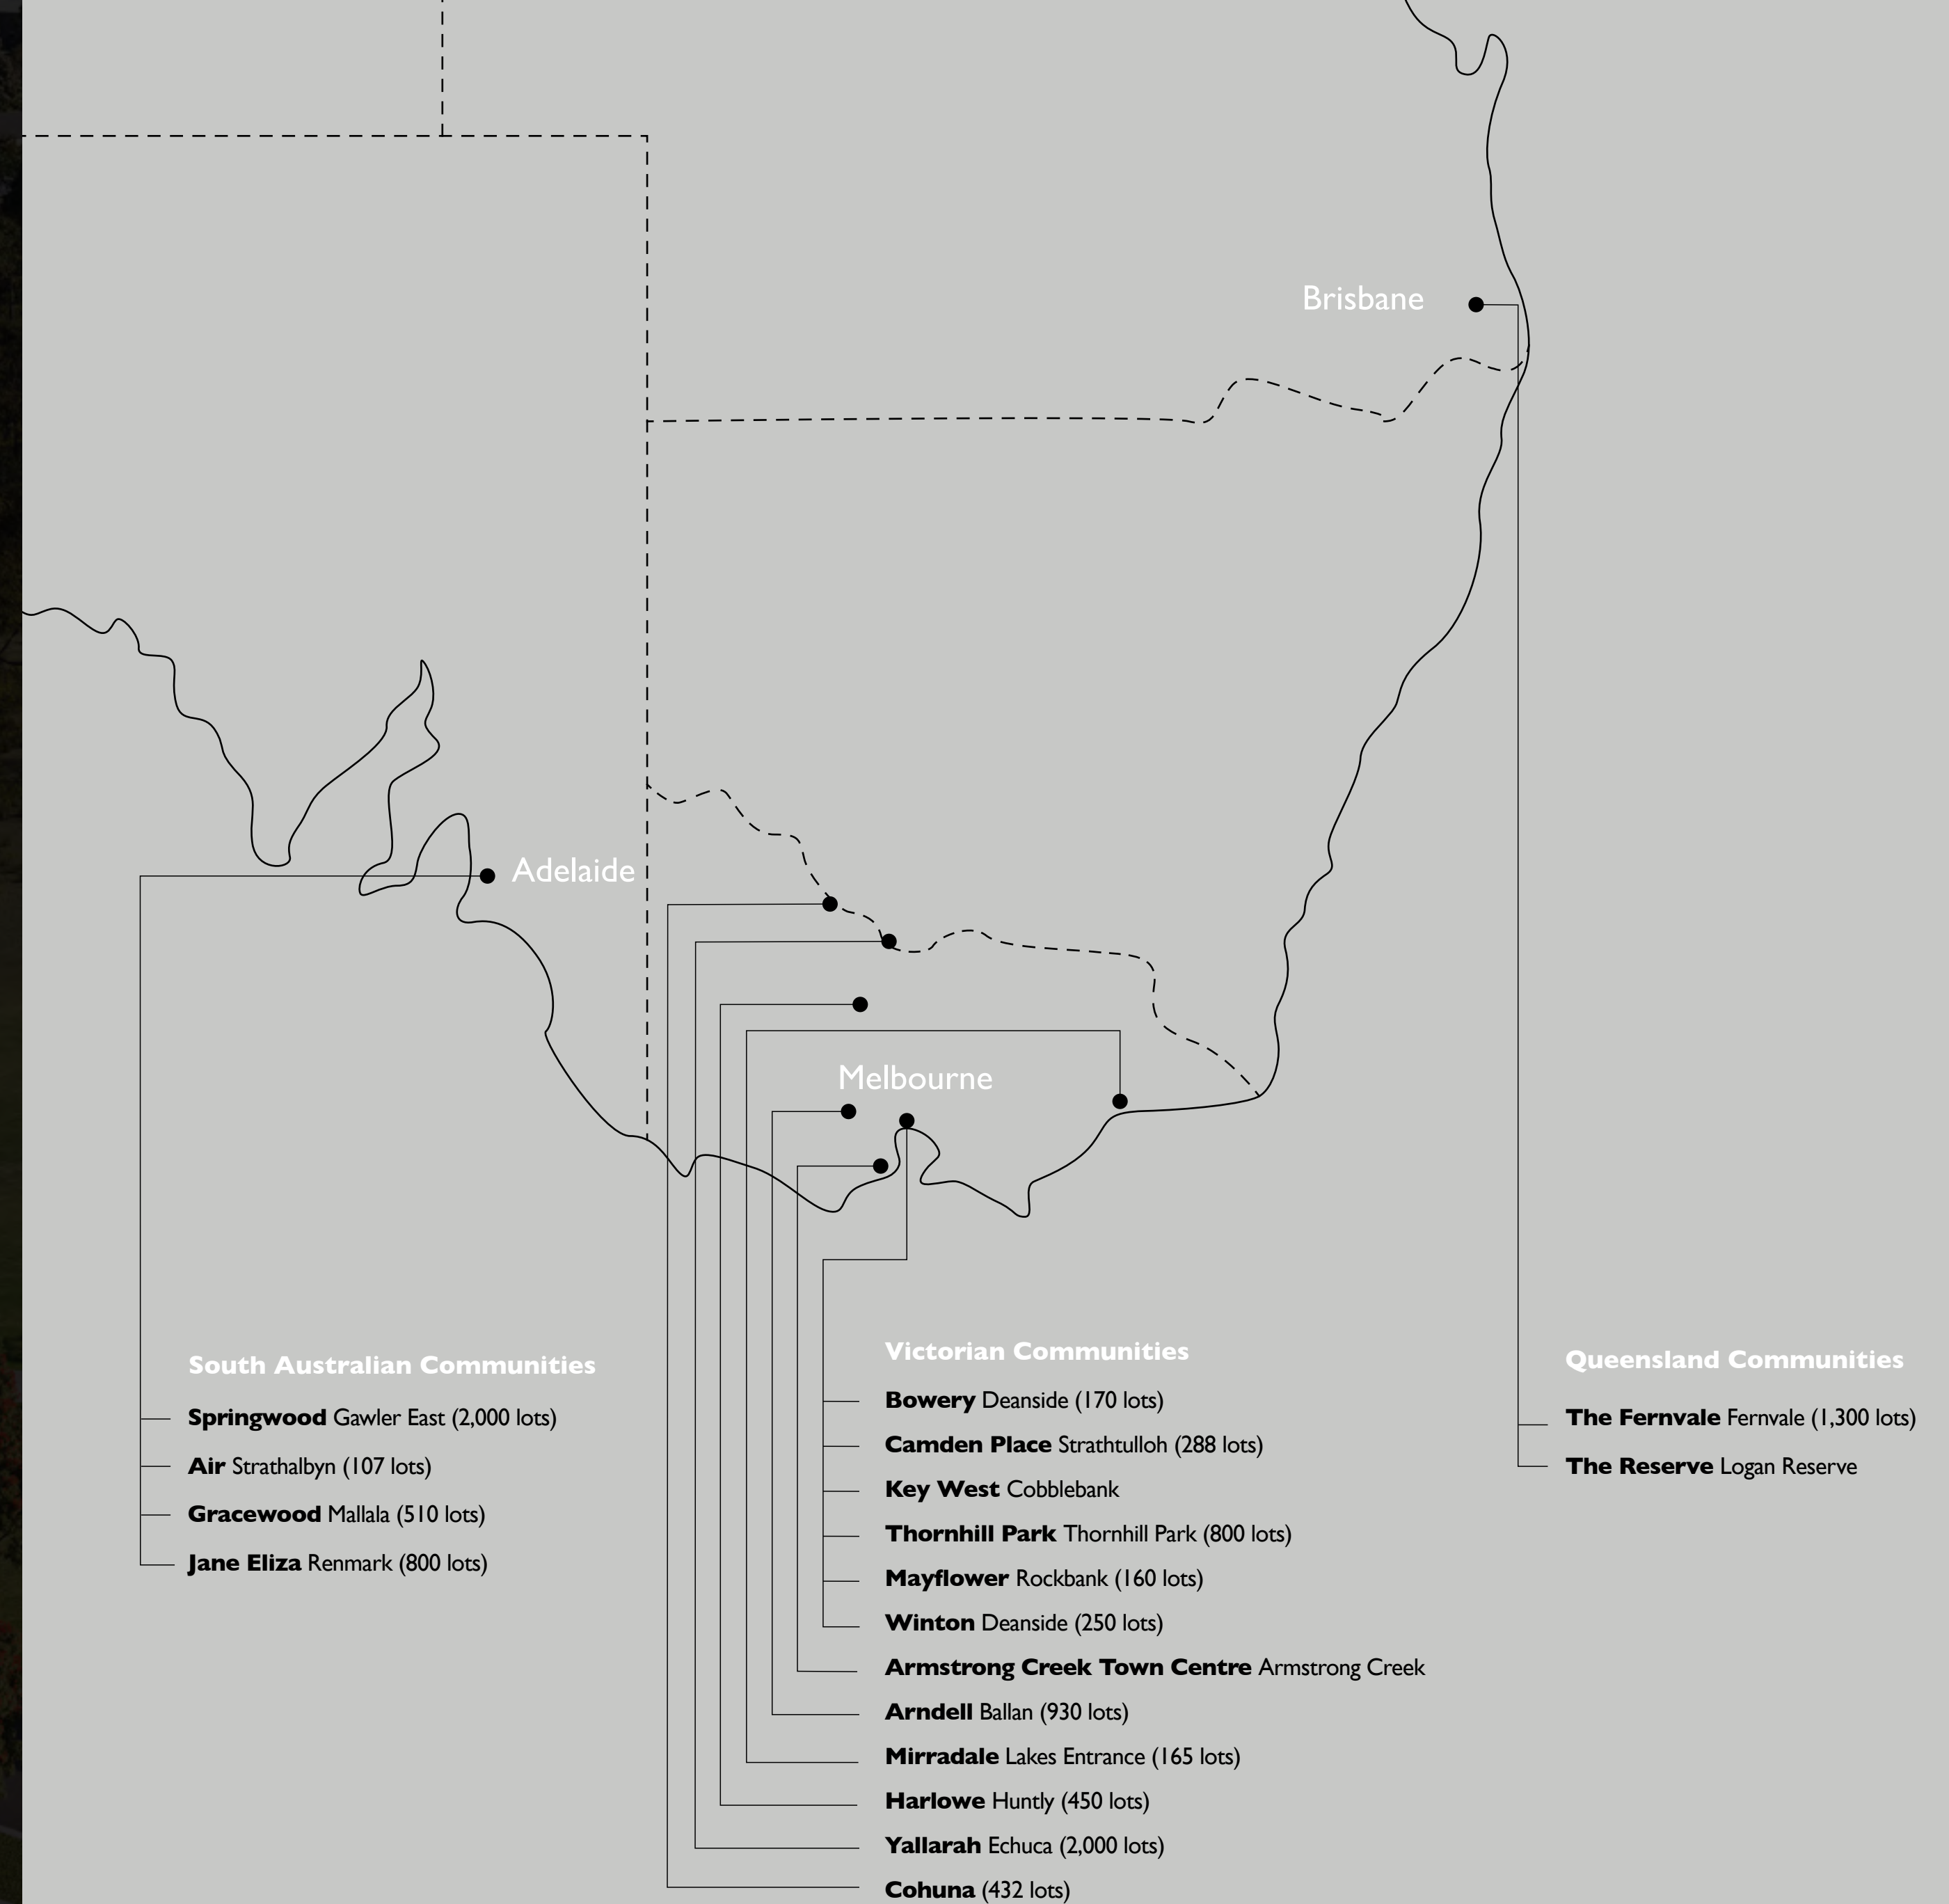 Brisbane
Adelaide
Melbourne
South Australian Communities
Springwood Gawler East (2,000 lots)
Air Strathalbyn (107 lots)
Gracewood Mallala (510 lots)
Jane Eliza Renmark (800 lots)
Victorian Communities
Bowery Deanside (170 lots)
Camden Place Strathtulloh (288 lots)
Key West Cobblebank
Thornhill Park Thornhill Park (800 lots)
Mayflower Rockbank (160 lots)
Winton Deanside (250 lots)
Armstrong Creek Town Centre Armstrong Creek
Arndell Ballan (930 lots)
Mirradale Lakes Entrance (165 lots)
Harlowe Huntly (450 lots)
Yallarah Echuca (2,000 lots)
Cohuna (432 lots)
Queensland Communities
The Fernvale Fernvale (1,300 lots)
The Reserve Logan Reserve